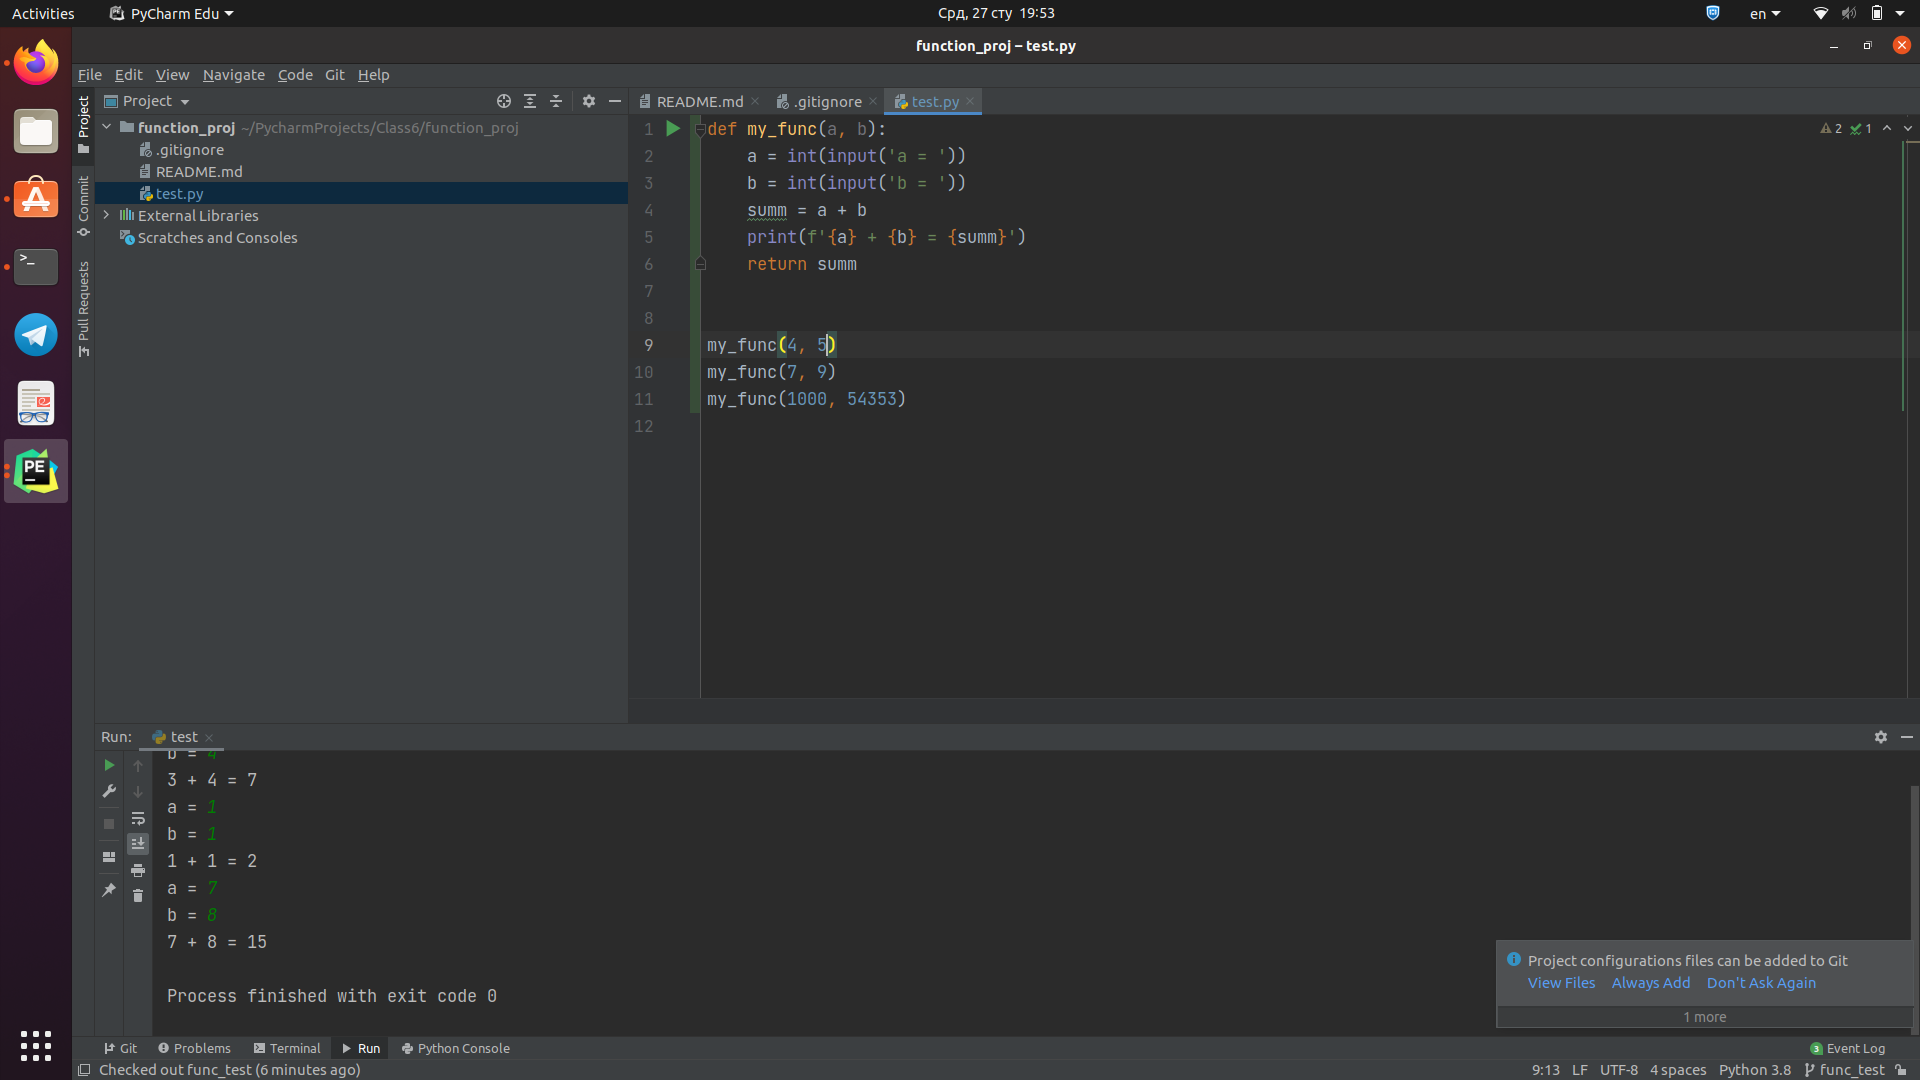 Activities PyCharm Edu Срд, 27 сту 19:53 en
function_proj – test.py
File Edit View Navigate Code Git Help
Project README.md .gitignore test.py
Project
Commit
Pull Requests
function_proj ~/PycharmProjects/Class6/function_proj
.gitignore
README.md
test.py
External Libraries
Scratches and Consoles
1 def my_func(a, b):
2 a = int(input('a = '))
3 b = int(input('b = '))
4 summ = a + b
5 print(f'{a} + {b} = {summ}')
6 return summ
7
8
9 my_func(4, 5)
10 my_func(7, 9)
11 my_func(1000, 54353)
12
2 1
>_
PE
Run: test
b = 4
3 + 4 = 7
a = 1
b = 1
1 + 1 = 2
a = 7
b = 8
7 + 8 = 15
Process finished with exit code 0
Project configurations files can be added to Git
View Files Always Add Don't Ask Again
1 more
Git Problems Terminal Run Python Console 3 Event Log
Checked out func_test (6 minutes ago) 9:13 LF UTF-8 4 spaces Python 3.8 func_test